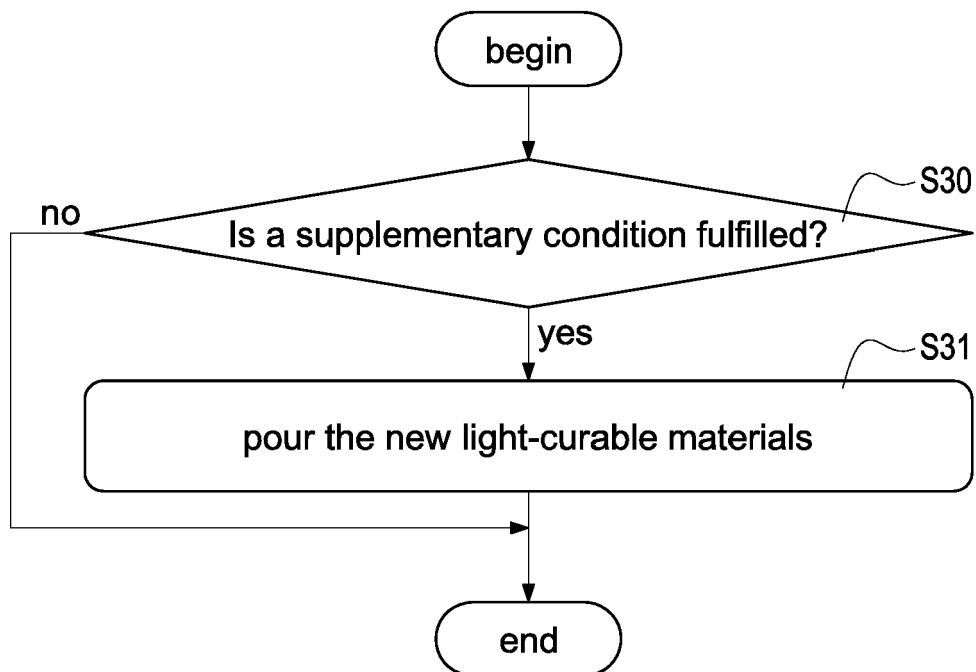 begin
S30
no
Is a supplementary condition fulfilled?
yes
S31
pour the new light-curable materials
end